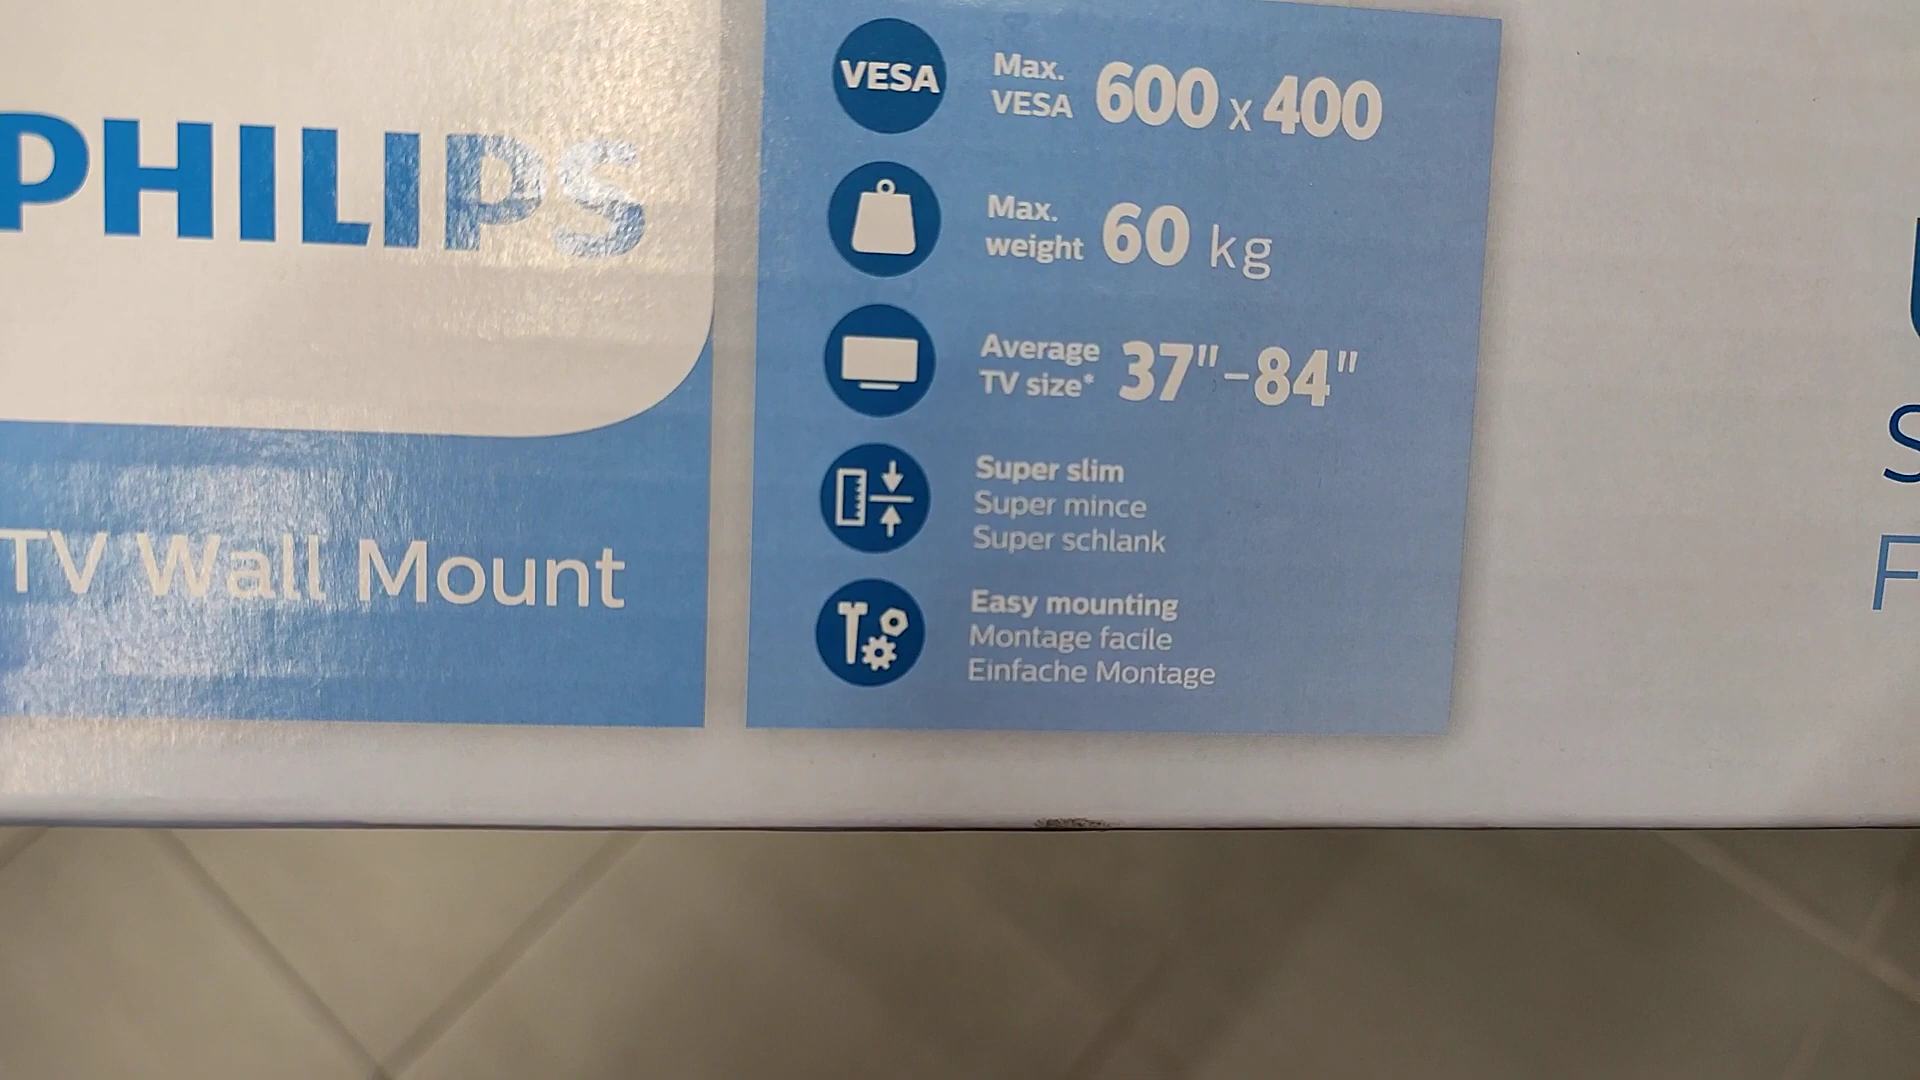 PHILIPS
TV Wall Mount
VESA
Max.
VESA 600 x 400
Max.
weight 60 kg
Average
TV size* 37"-84"
Super slim
Super mince
Super schlank
Easy mounting
Montage facile
Einfache Montage